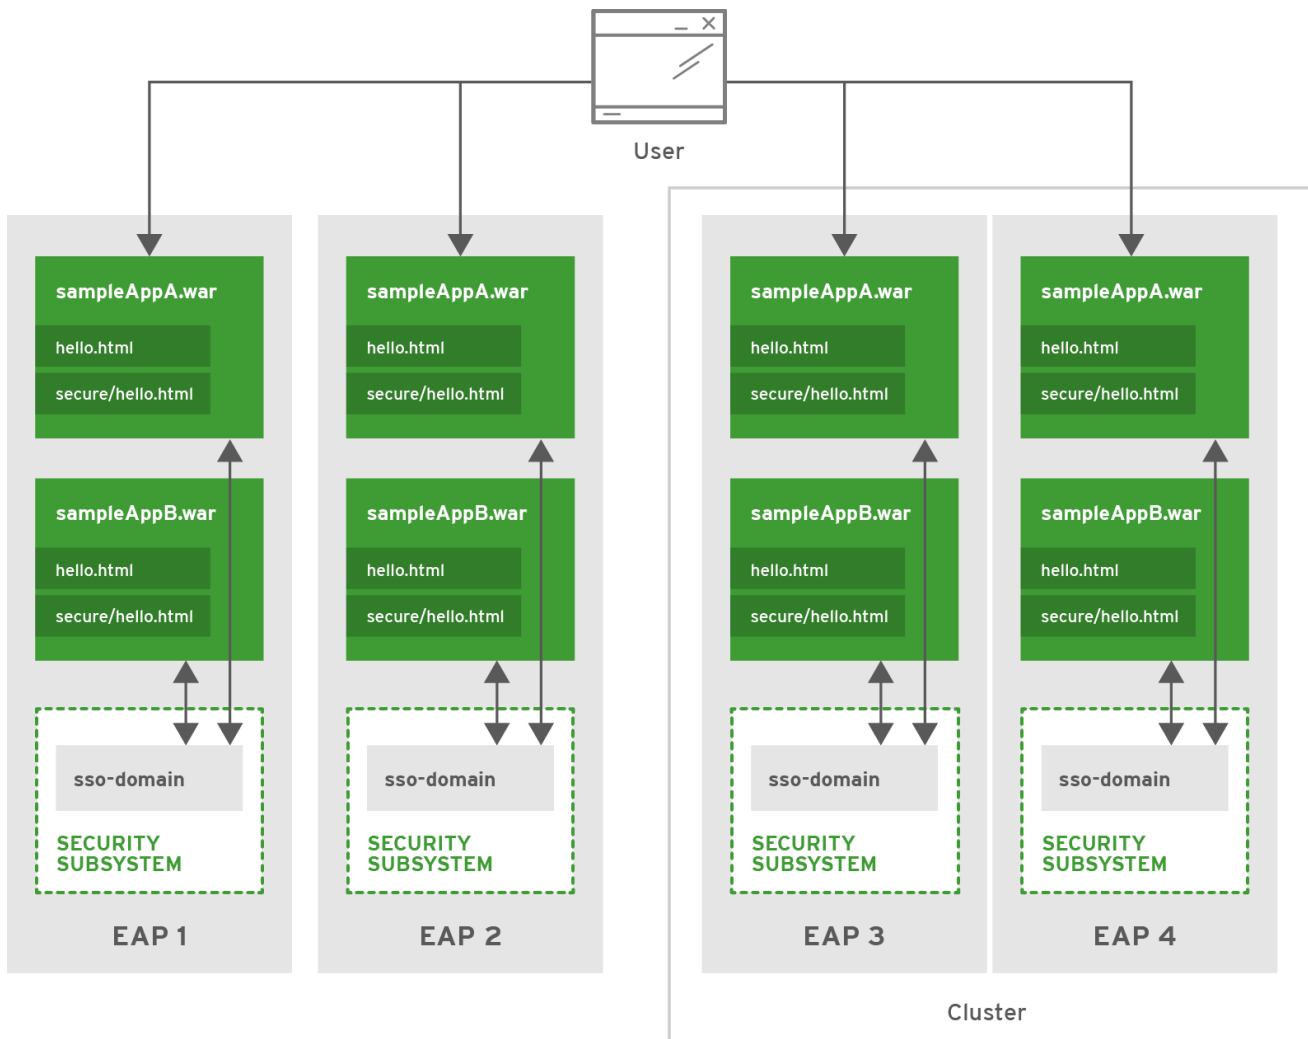 User
sampleAppA.war
hello.html
secure/hello.html
sampleAppB.war
hello.html
secure/hello.html
sso-domain
SECURITY
SUBSYSTEM
EAP 1
sampleAppA.war
hello.html
secure/hello.html
sampleAppB.war
hello.html
secure/hello.html
sso-domain
SECURITY
SUBSYSTEM
EAP 2
sampleAppA.war
hello.html
secure/hello.html
sampleAppB.war
hello.html
secure/hello.html
sso-domain
SECURITY
SUBSYSTEM
EAP 3
sampleAppA.war
hello.html
secure/hello.html
sampleAppB.war
hello.html
secure/hello.html
sso-domain
SECURITY
SUBSYSTEM
EAP 4
Cluster